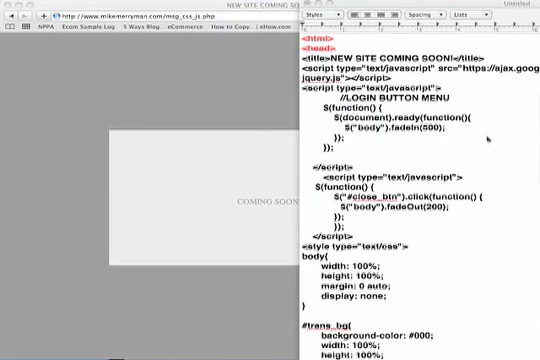 NEW SITE COMING SO
http://www.mikemerryman.com/msg_css_js.php
NPPA Ecom Sample Log 5 Ways Blog...eCommerce How to Copy ... | eHow.com
COMING SOON
Untitled
Styles Spacing Lists
<html>
<head>
<title>NEW SITE COMING SOON!</title>
<script type="text/javascript" src="https://ajax.goog
jquery.js"></script>
<script type="text/javascript">
//LOGIN BUTTON MENU
$(function() {
$(document).ready(function(){
$("body").fadeIn(500);
});
});
</script>
<script type="text/javascript">
$(function() {
$("#close_btn").click(function() {
$("body").fadeOut(200);
});
});
</script>
<style type="text/css">
body{
width: 100%;
height: 100%;
margin: 0 auto;
display: none;
}
#trans_bg{
background-color: #000;
width: 100%;
height: 100%;